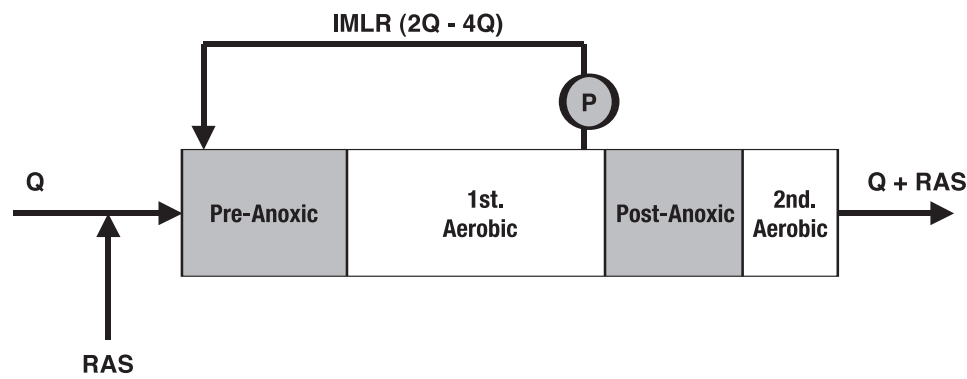 IMLR (2Q - 4Q)
P
Q
Pre-Anoxic
1st.
Aerobic
Post-Anoxic
2nd.
Aerobic
Q + RAS
RAS